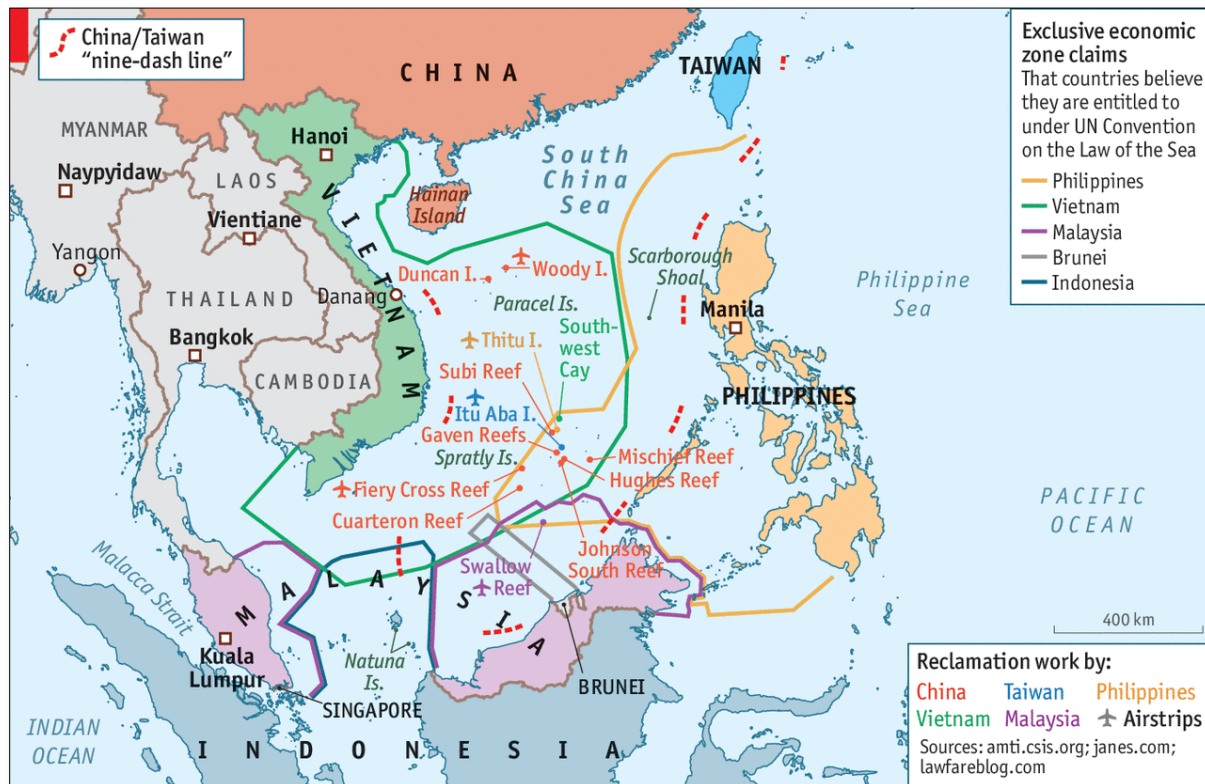 China/Taiwan
“nine-dash line”
CHINA
TAIWAN
Exclusive economic
zone claims
That countries believe
they are entitled to
under UN Convention
on the Law of the Sea
Philippines
Vietnam
Malaysia
Brunei
Indonesia
MYANMAR
Naypyidaw
Yangon
Hanoi
LAOS
Vientiane
VIETNAM
THAILAND
Danang
Bangkok
CAMBODIA
Hainan
Island
South
China
Sea
Duncan I.
Woody I.
Paracel Is.
Scarborough
Shoal
Philippine
Sea
Manila
PHILIPPINES
Thitu I.
South-
west
Cay
Subi Reef
Itu Aba I.
Gaven Reefs
Spratly Is.
Mischief Reef
Hughes Reef
Fiery Cross Reef
Cuarteron Reef
Johnson
South Reef
Swallow
Reef
PACIFIC
OCEAN
Malacca Strait
MALAYSIA
Kuala
Lumpur
SINGAPORE
Natuna
Is.
BRUNEI
400 km
INDIAN
OCEAN
INDONESIA
Reclamation work by:
China Taiwan Philippines
Vietnam Malaysia Airstrips
Sources: amti.csis.org; janes.com;
lawfareblog.com